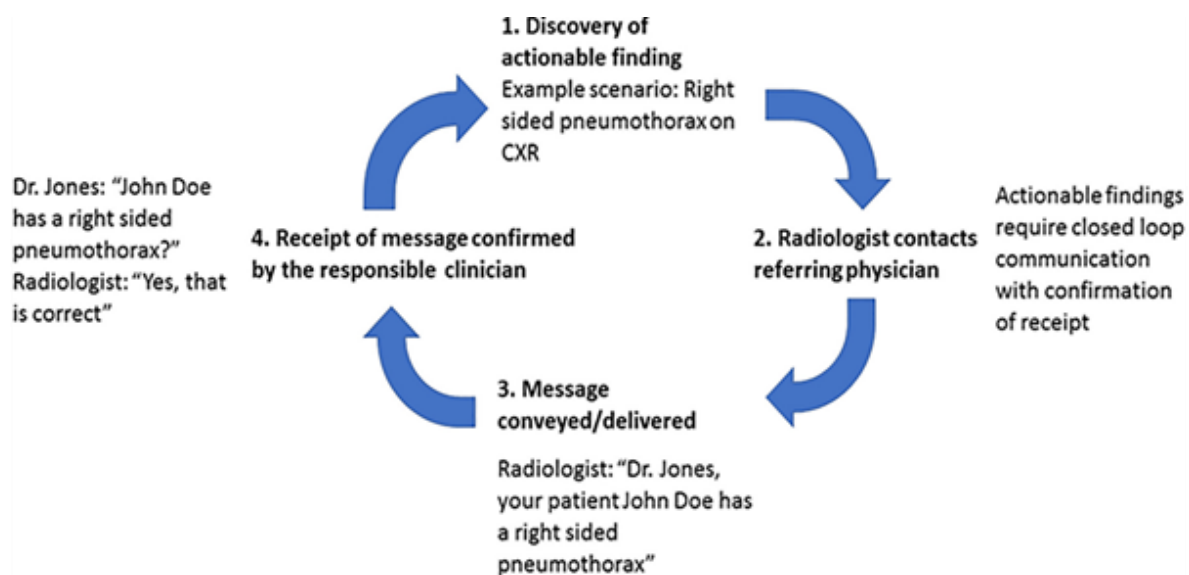 1. Discovery of
actionable finding
Example scenario: Right
sided pneumothorax on
CXR
2. Radiologist contacts
referring physician
Actionable findings
require closed loop
communication
with confirmation
of receipt
3. Message
conveyed/delivered
Radiologist: “Dr. Jones,
your patient John Doe has
a right sided
pneumothorax”
4. Receipt of message confirmed
by the responsible clinician
Dr. Jones: “John Doe
has a right sided
pneumothorax?”
Radiologist: “Yes, that
is correct”